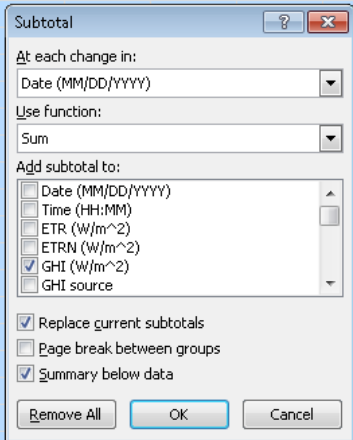 Subtotal
At each change in:
Date (MM/DD/YYYY)
Use function:
Sum
Add subtotal to:
Date (MM/DD/YYYY)
Time (HH:MM)
ETR (W/m^2)
ETRN (W/m^2)
GHI (W/m^2)
GHI source
Replace current subtotals
Page break between groups
Summary below data
Remove All OK Cancel